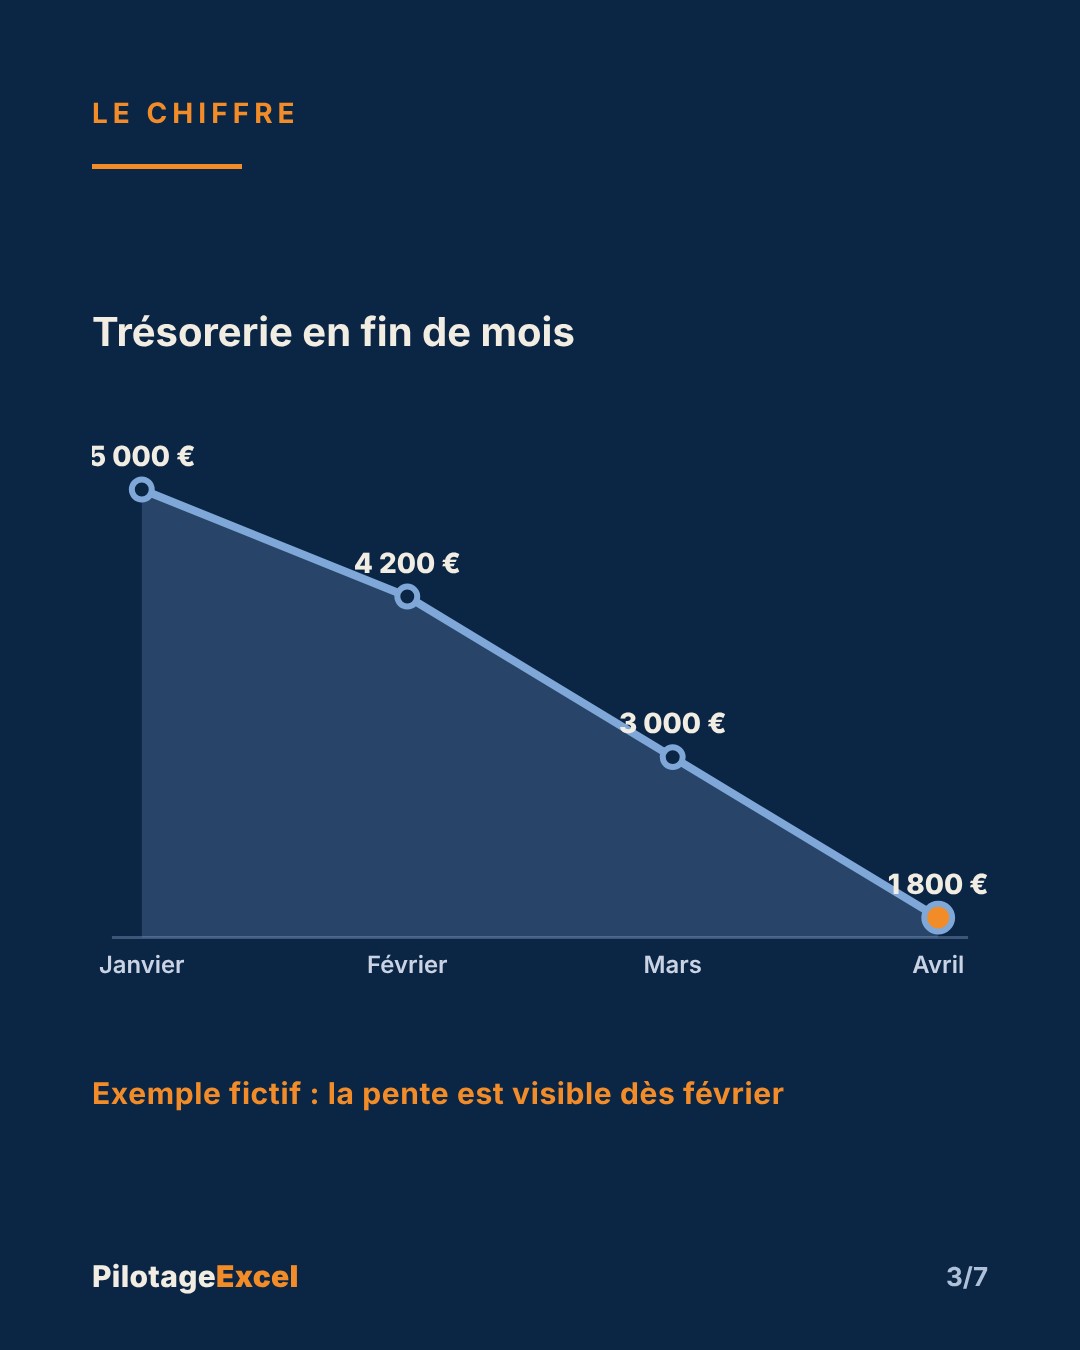 LE CHIFFRE
Trésorerie en fin de mois
5 000 €
4 200 €
3 000 €
1 800 €
Janvier
Février
Mars
Avril
Exemple fictif : la pente est visible dès février
PilotageExcel
3/7